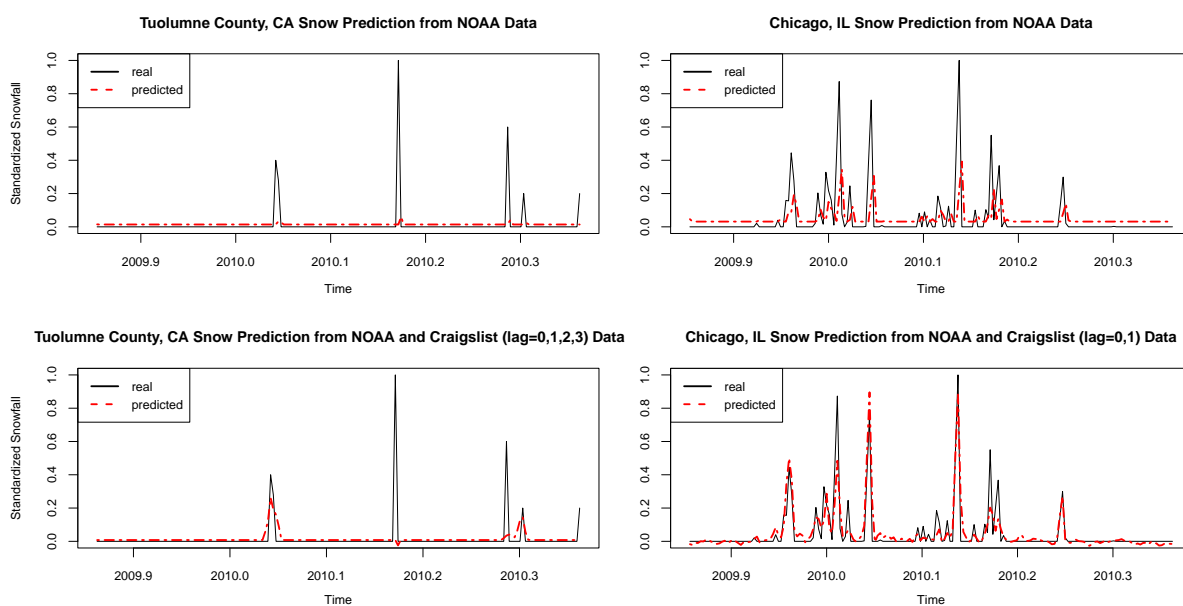 Tuolumne County, CA Snow Prediction from NOAA Data
Standardized Snowfall
1.0
0.8
0.6
0.4
0.2
0.0
real
predicted
2009.9
2010.0
2010.1
2010.2
2010.3
Time
Chicago, IL Snow Prediction from NOAA Data
1.0
0.8
0.6
0.4
0.2
0.0
real
predicted
2009.9
2010.0
2010.1
2010.2
2010.3
Time
Tuolumne County, CA Snow Prediction from NOAA and Craigslist (lag=0,1,2,3) Data
Standardized Snowfall
1.0
0.8
0.6
0.4
0.2
0.0
real
predicted
2009.9
2010.0
2010.1
2010.2
2010.3
Time
Chicago, IL Snow Prediction from NOAA and Craigslist (lag=0,1) Data
1.0
0.8
0.6
0.4
0.2
0.0
real
predicted
2009.9
2010.0
2010.1
2010.2
2010.3
Time